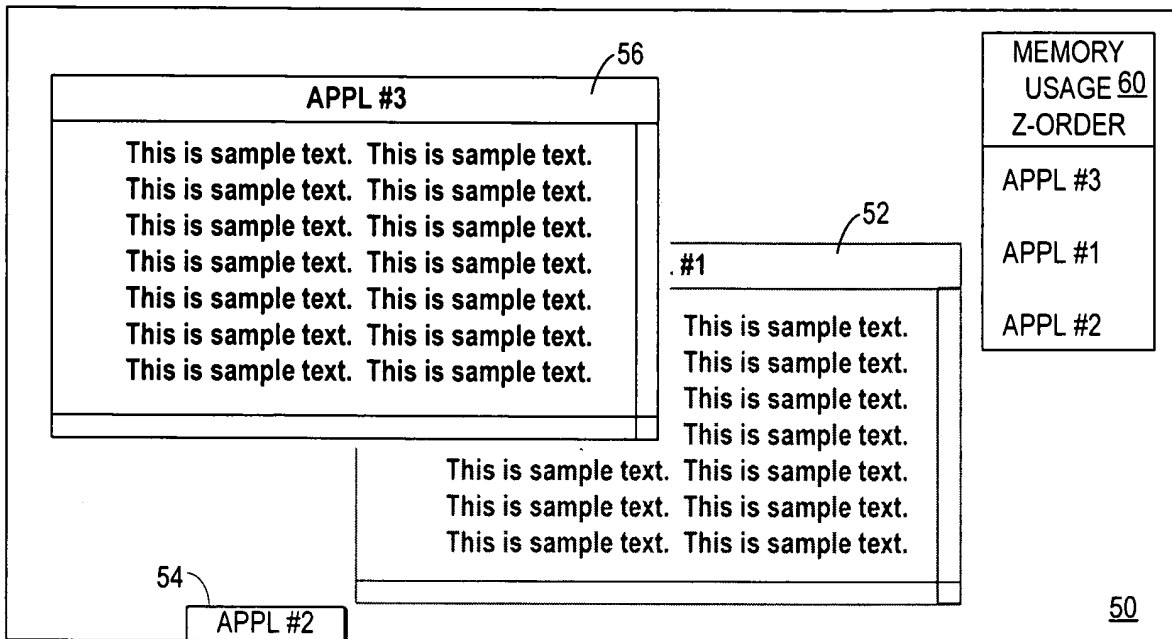 56
MEMORY
USAGE 60
Z-ORDER
APPL #3
APPL #1
APPL #2
APPL #3
This is sample text. This is sample text.
This is sample text. This is sample text.
This is sample text. This is sample text.
This is sample text. This is sample text.
This is sample text. This is sample text.
This is sample text. This is sample text.
This is sample text. This is sample text.
52
. #1
This is sample text.
This is sample text.
This is sample text.
This is sample text.
This is sample text. This is sample text.
This is sample text. This is sample text.
This is sample text. This is sample text.
54
APPL #2
50